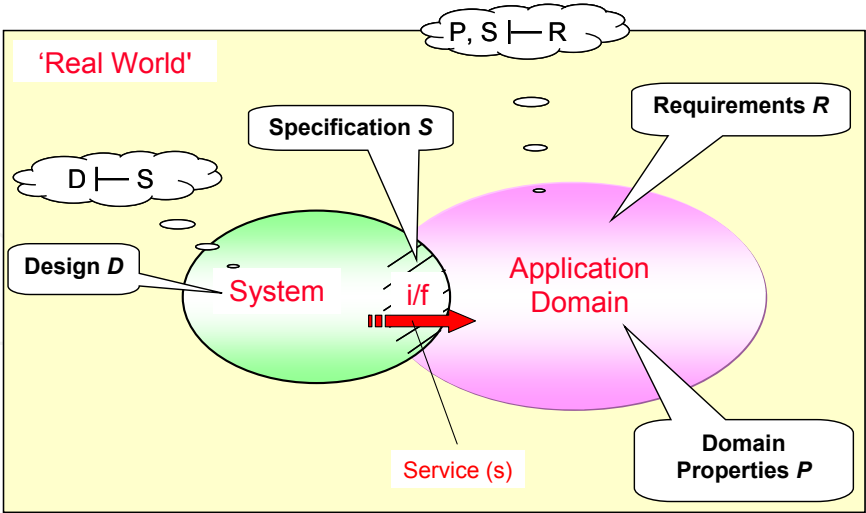 P, S ├─ R
‘Real World'
Requirements R
Specification S
D ├─ S
Design D
System
i/f
Application
Domain
Domain
Properties P
Service (s)